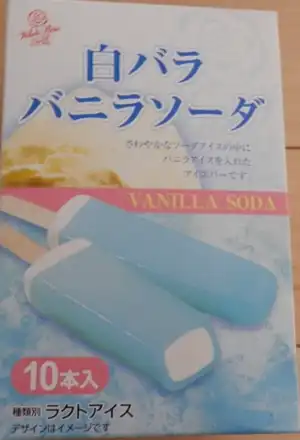 White Rose
白バラ
バニラソーダ
さわやかなソーダアイスの中に
バニラアイスを入れた
アイスバーです
VANILLA SODA
10本入
種類別 ラクトアイス
デザインはイメージです